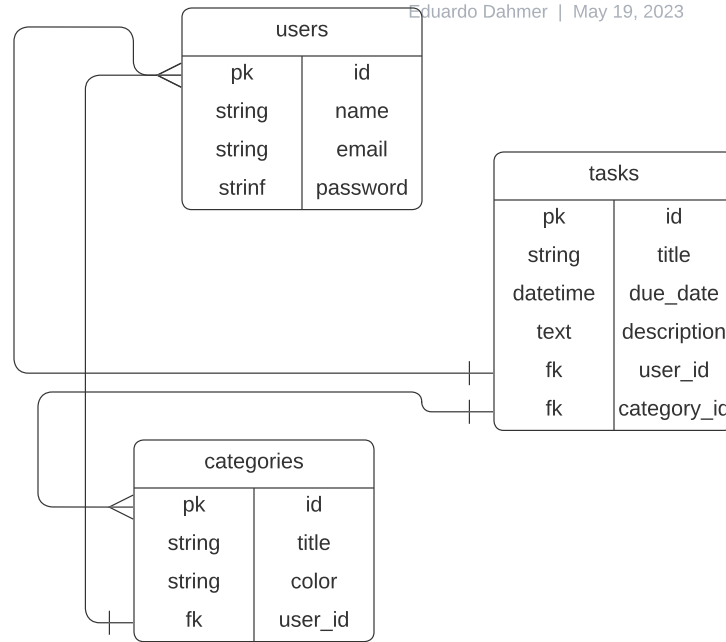 Eduardo Dahmer | May 19, 2023
users
pk id
string name
string email
strinf password
tasks
pk id
string title
datetime due_date
text description
fk user_id
fk category_id
categories
pk id
string title
string color
fk user_id